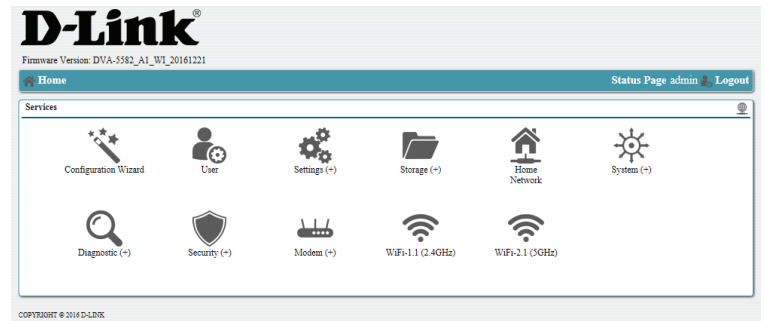 D-Link®
Firmware Version: DVA-5582_A1_WI_20161221
Home Status Page admin Logout
Services
Configuration Wizard User Settings (+) Storage (+) Home Network System (+)
Diagnostic (+) Security (+) Modem (+) WiFi-1.1 (2.4GHz) WiFi-2.1 (5GHz)
COPYRIGHT © 2016 D-LINK